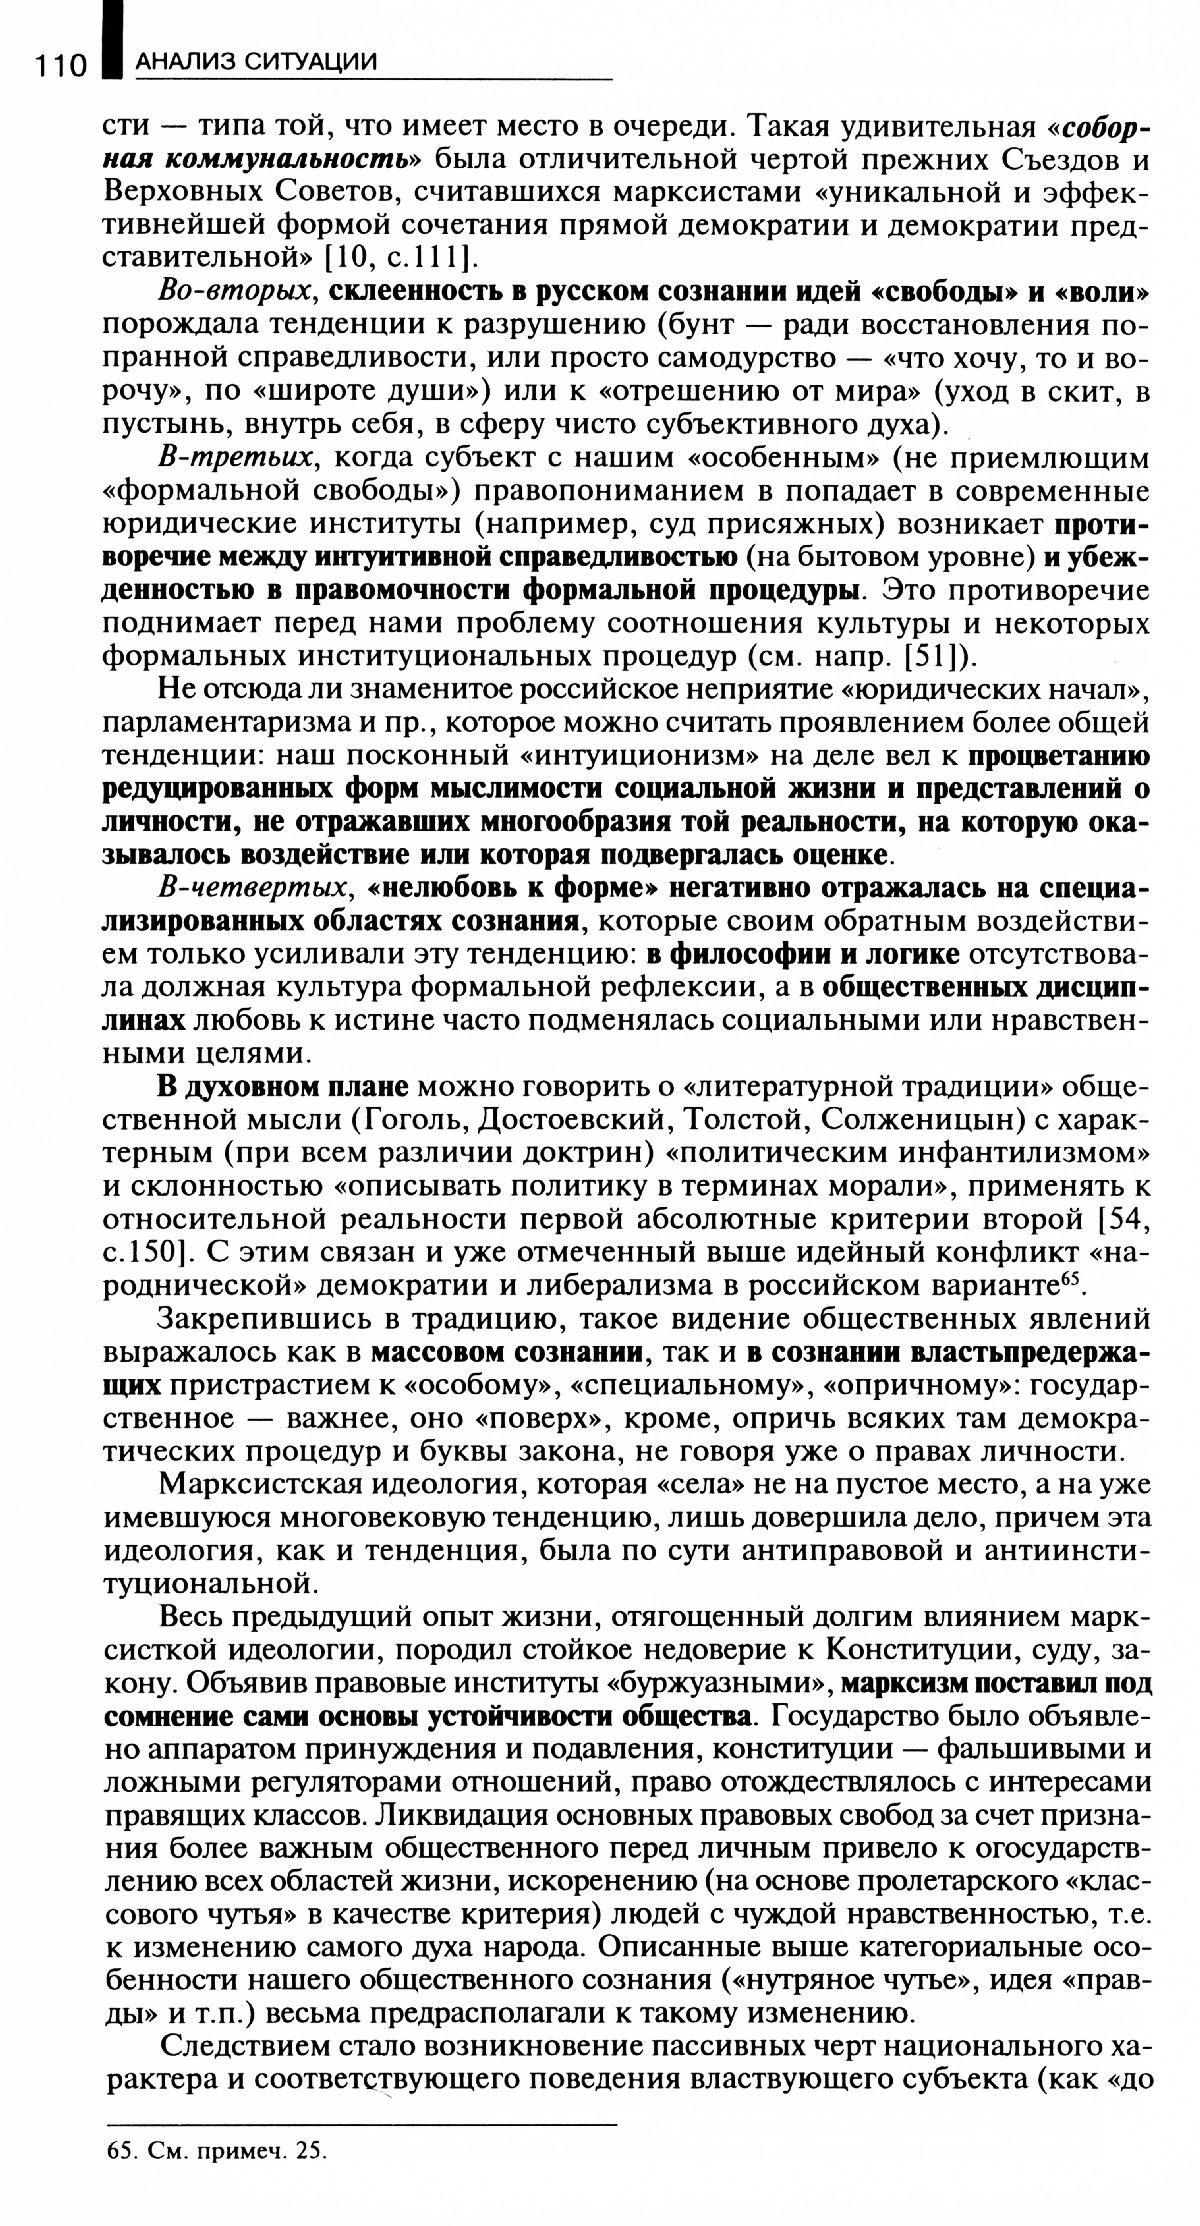 110 АНАЛИЗ СИТУАЦИИ
сти — типа той, что имеет место в очереди. Такая удивительная «собор-
ная коммунальность» была отличительной чертой прежних Съездов и
Верховных Советов, считавшихся марксистами «уникальной и эффек-
тивнейшей формой сочетания прямой демократии и демократии пред-
ставительной» [10, с.111].
Во-вторых, склеенность в русском сознании идей «свободы» и «воли»
порождала тенденции к разрушению (бунт — ради восстановления по-
пранной справедливости, или просто самодурство — «что хочу, то и во-
рочу», по «широте души») или к «отрешению от мира» (уход в скит, в
пустынь, внутрь себя, в сферу чисто субъективного духа).
В-третьих, когда субъект с нашим «особенным» (не приемлющим
«формальной свободы») правопониманием в попадает в современные
юридические институты (например, суд присяжных) возникает проти-
воречие между интуитивной справедливостью (на бытовом уровне) и убеж-
денностью в правомочности формальной процедуры. Это противоречие
поднимает перед нами проблему соотношения культуры и некоторых
формальных институциональных процедур (см. напр. [51]).
Не отсюда ли знаменитое российское неприятие «юридических начал»,
парламентаризма и пр., которое можно считать проявлением более общей
тенденции: наш посконный «интуиционизм» на деле вел к процветанию
редуцированных форм мыслимости социальной жизни и представлений о
личности, не отражавших многообразия той реальности, на которую ока-
зывалось воздействие или которая подвергалась оценке.
В-четвертых, «нелюбовь к форме» негативно отражалась на специа-
лизированных областях сознания, которые своим обратным воздействи-
ем только усиливали эту тенденцию: в философии и логике отсутствова-
ла должная культура формальной рефлексии, а в общественных дисцип-
линах любовь к истине часто подменялась социальными или нравствен-
ными целями.
В духовном плане можно говорить о «литературной традиции» обще-
ственной мысли (Гоголь, Достоевский, Толстой, Солженицын) с харак-
терным (при всем различии доктрин) «политическим инфантилизмом»
и склонностью «описывать политику в терминах морали», применять к
относительной реальности первой абсолютные критерии второй [54,
с.150]. С этим связан и уже отмеченный выше идейный конфликт «на-
роднической» демократии и либерализма в российском варианте⁶⁵.
Закрепившись в традицию, такое видение общественных явлений
выражалось как в массовом сознании, так и в сознании властьпредержа-
щих пристрастием к «особому», «специальному», «опричному»: государ-
ственное — важнее, оно «поверх», кроме, опричь всяких там демокра-
тических процедур и буквы закона, не говоря уже о правах личности.
Марксистская идеология, которая «села» не на пустое место, а на уже
имевшуюся многовековую тенденцию, лишь довершила дело, причем эта
идеология, как и тенденция, была по сути антиправовой и антиинсти-
туциональной.
Весь предыдущий опыт жизни, отягощенный долгим влиянием марк-
систкой идеологии, породил стойкое недоверие к Конституции, суду, за-
кону. Объявив правовые институты «буржуазными», марксизм поставил под
сомнение сами основы устойчивости общества. Государство было объявле-
но аппаратом принуждения и подавления, конституции — фальшивыми и
ложными регуляторами отношений, право отождествлялось с интересами
правящих классов. Ликвидация основных правовых свобод за счет призна-
ния более важным общественного перед личным привело к огосударств-
лению всех областей жизни, искоренению (на основе пролетарского «клас-
сового чутья» в качестве критерия) людей с чуждой нравственностью, т.е.
к изменению самого духа народа. Описанные выше категориальные осо-
бенности нашего общественного сознания («нутряное чутье», идея «прав-
ды» и т.п.) весьма предрасполагали к такому изменению.
Следствием стало возникновение пассивных черт национального ха-
рактера и соответствующего поведения властвующего субъекта (как «до
65. См. примеч. 25.